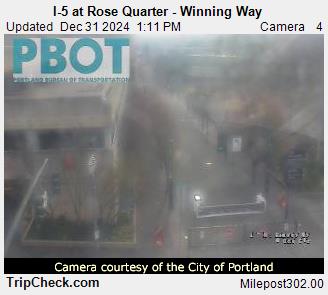 I-5 at Rose Quarter - Winning Way
Updated Dec 31 2024 1:11 PM Camera 4
PBOT
PORTLAND BUREAU OF TRANSPORTATION
Camera courtesy of the City of Portland
TripCheck.com Milepost302.00